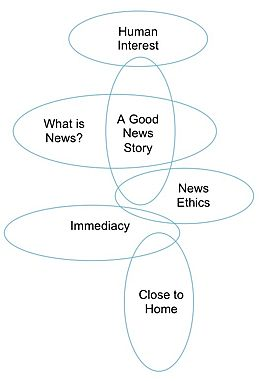 Human
Interest
What is
News?
A Good
News
Story
News
Ethics
Immediacy
Close to
Home